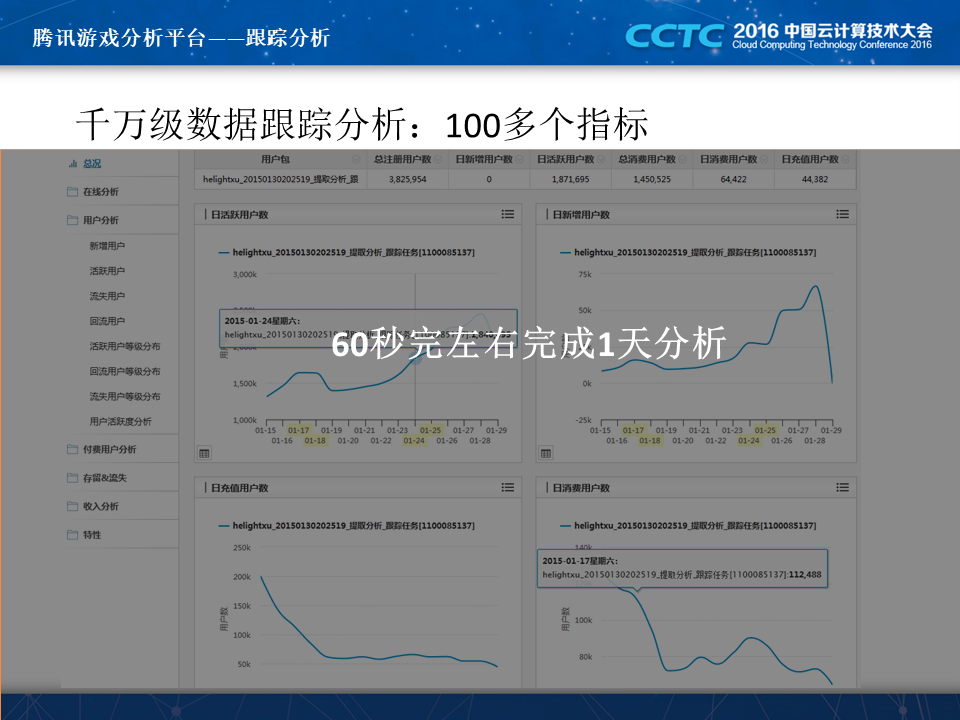 腾讯游戏分析平台——跟踪分析
CCTC 2016 中国云计算技术大会
Cloud Computing Technology Conference 2016
千万级数据跟踪分析：100多个指标
总况
在线分析
用户分析
新增用户
活跃用户
流失用户
回流用户
活跃用户等级分布
回流用户等级分布
流失用户等级分布
用户活跃度分析
付费用户分析
存留&流失
收入分析
特性
用户包 总注册用户数 日新增用户数 日活跃用户数 总消费用户数 日消费用户数 日充值用户数
helightxu_20150130202519_提取分析_跟 3,825,954 0 1,871,695 1,450,525 64,422 44,382
日活跃用户数
helightxu_20150130202519_提取分析_跟踪任务[1100085137]
3,000k
2015-01-24星期六：
1,500k
1,000k
01-15 01-17 01-19 01-21 01-23 01-25 01-27 01-29
01-16 01-18 01-20 01-22 01-24 01-26 01-28
日新增用户数
helightxu_20150130202519_提取分析_跟踪任务[1100085137]
75k
50k
0k
-25k
01-15 01-17 01-19 01-21 01-23 01-25 01-27 01-29
01-16 01-18 01-20 01-22 01-24 01-26 01-28
60秒完左右完成1天分析
日充值用户数
helightxu_20150130202519_提取分析_跟踪任务[1100085137]
250k
200k
150k
100k
50k
用户数
日消费用户数
helightxu_20150130202519_提取分析_跟踪任务[1100085137]
140k
2015-01-17星期六：
helightxu_20150130202519_提取分析_跟踪任务[1100085137]:112,488
100k
80k
用户数